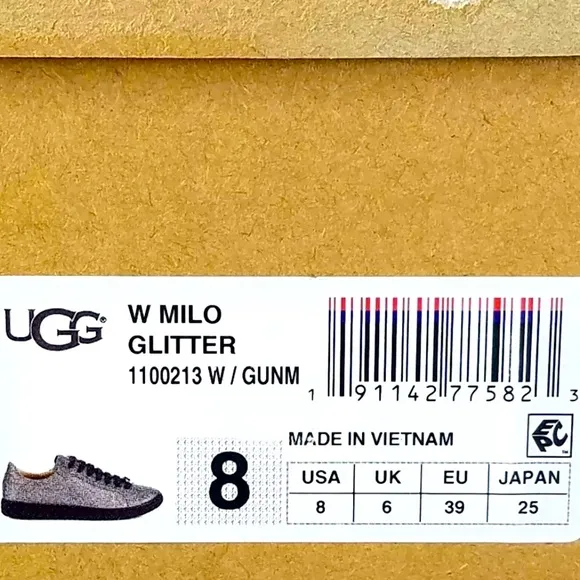 UGG®
W MILO
GLITTER
1100213 W / GUNM
1 91142 77582 3
EPC™
8
MADE IN VIETNAM
USA UK EU JAPAN
8 6 39 25